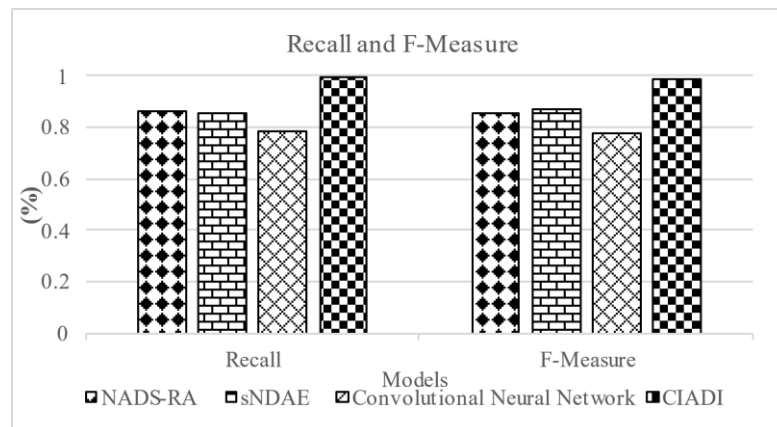 Recall and F-Measure
1
0.8
0.6
0.4
0.2
0
(%)
Recall F-Measure
Models
NADS-RA sNDAE Convolutional Neural Network CIADI